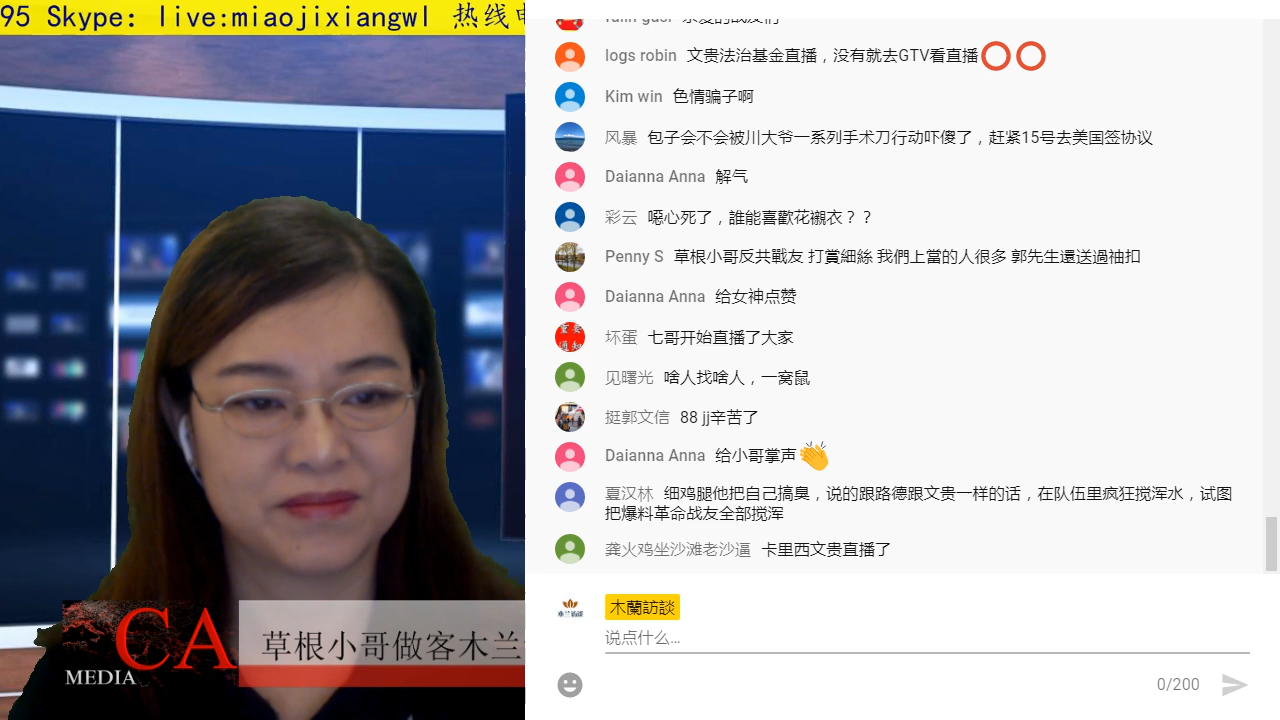 95 Skype: live:miaojixiangwl 热线电
logs robin 文贵法治基金直播，没有就去GTV看直播
Kim win 色情骗子啊
风暴 包子会不会被川大爷一系列手术刀行动吓傻了，赶紧15号去美国签协议
Daianna Anna 解气
彩云 噁心死了，誰能喜歡花襯衣？？
Penny S 草根小哥反共戰友 打賞細絲 我們上當的人很多 郭先生還送過袖扣
Daianna Anna 给女神点赞
重要
通知
坏蛋 七哥开始直播了大家
见曙光 啥人找啥人，一窝鼠
挺郭文信 88 jj辛苦了
Daianna Anna 给小哥掌声
夏汉林 细鸡腿他把自己搞臭，说的跟路德跟文贵一样的话，在队伍里疯狂搅浑水，试图
把爆料革命战友全部搅浑
龚火鸡坐沙滩老沙逼 卡里西文贵直播了
木蘭訪談
说点什么...
0/200
CA
MEDIA
草根小哥做客木兰